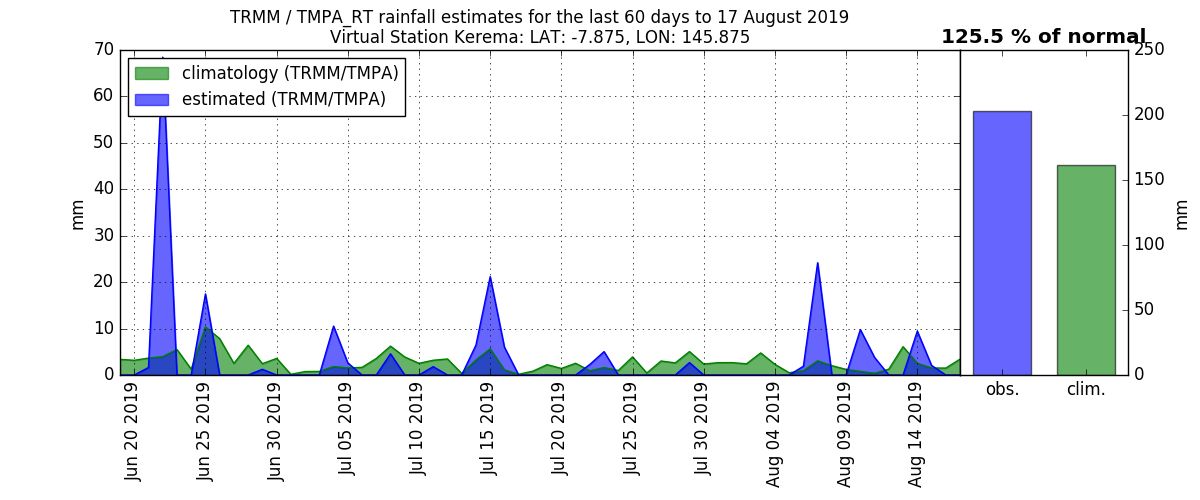 TRMM / TMPA_RT rainfall estimates for the last 60 days to 17 August 2019
Virtual Station Kerema: LAT: -7.875, LON: 145.875
125.5 % of normal
climatology (TRMM/TMPA)
estimated (TRMM/TMPA)
70
60
50
40
30
20
10
0
mm
Jun 20 2019
Jun 25 2019
Jun 30 2019
Jul 05 2019
Jul 10 2019
Jul 15 2019
Jul 20 2019
Jul 25 2019
Jul 30 2019
Aug 04 2019
Aug 09 2019
Aug 14 2019
250
200
150
100
50
0
mm
obs.
clim.